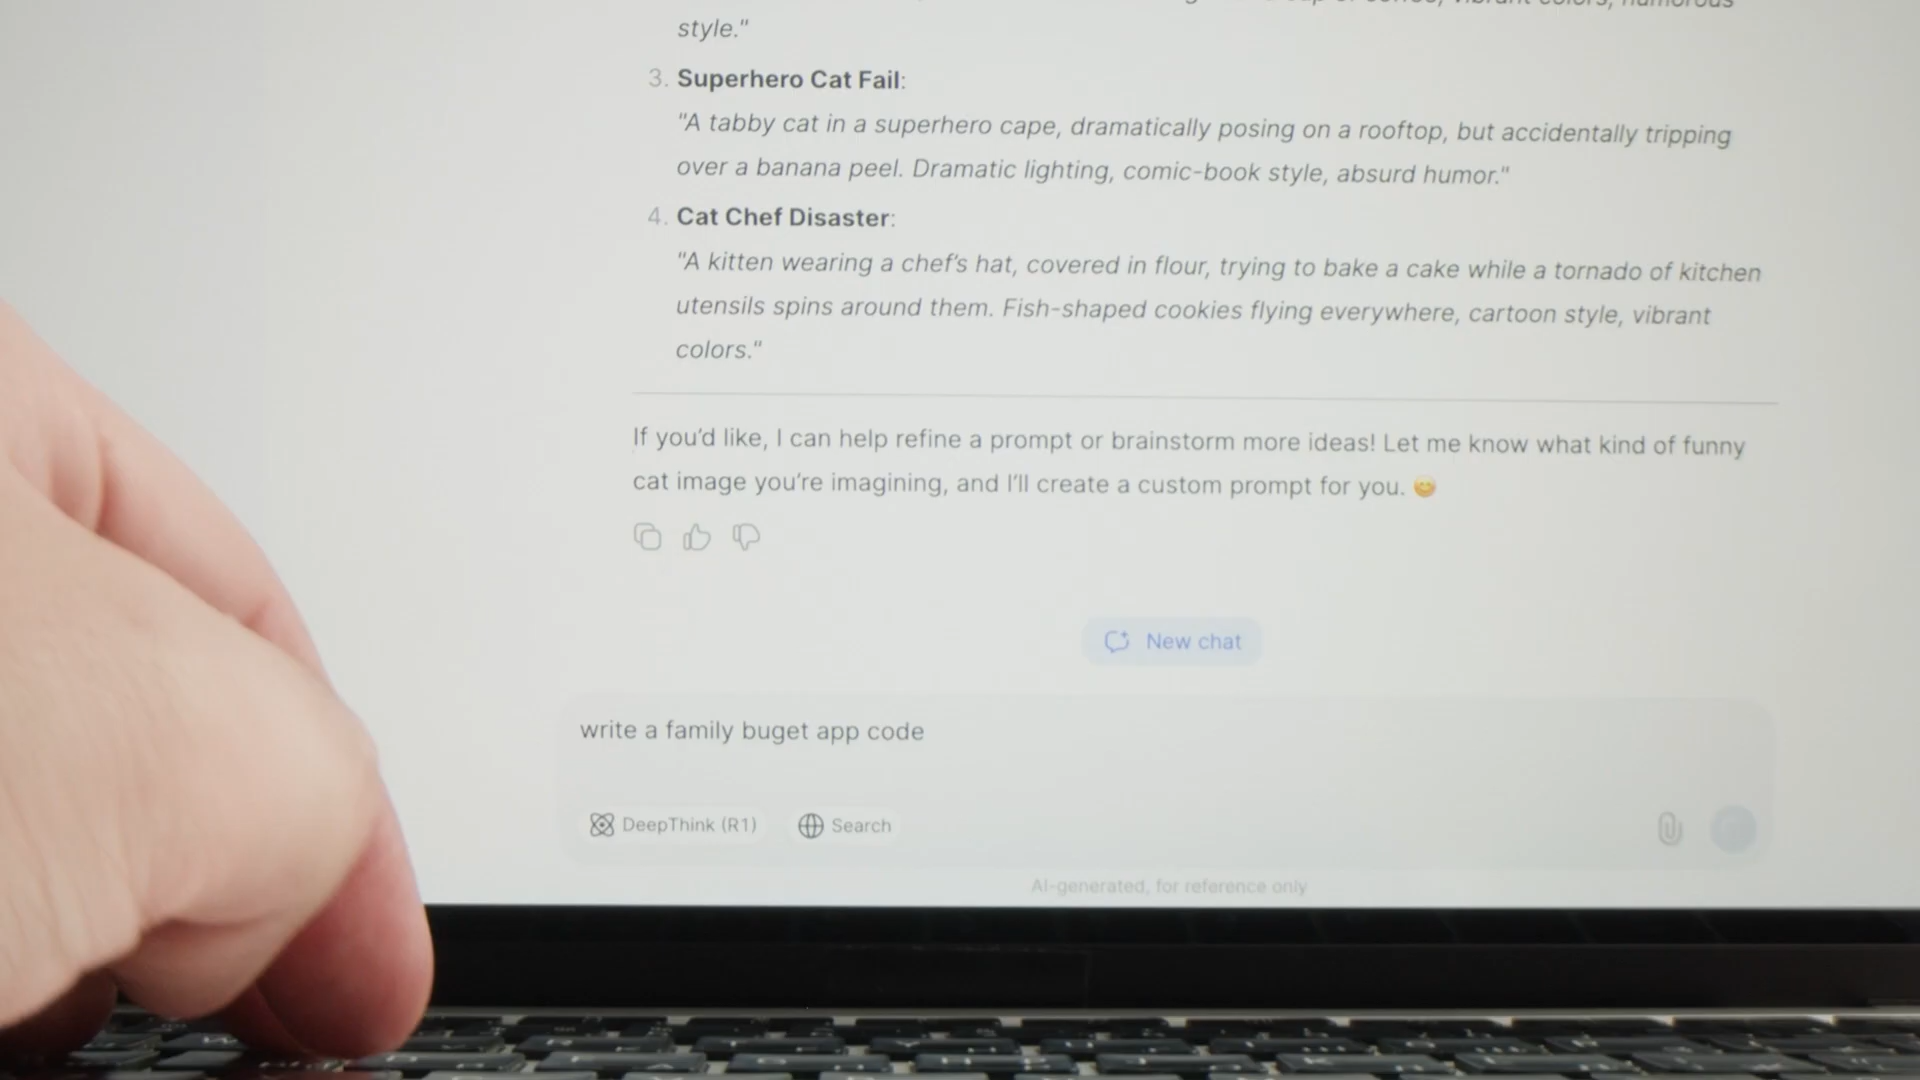 style."
3. Superhero Cat Fail:
"A tabby cat in a superhero cape, dramatically posing on a rooftop, but accidentally tripping
over a banana peel. Dramatic lighting, comic-book style, absurd humor."
4. Cat Chef Disaster:
"A kitten wearing a chef's hat, covered in flour, trying to bake a cake while a tornado of kitchen
utensils spins around them. Fish-shaped cookies flying everywhere, cartoon style, vibrant
colors."
If you'd like, I can help refine a prompt or brainstorm more ideas! Let me know what kind of funny
cat image you're imagining, and I'll create a custom prompt for you. 😊
New chat
write a family buget app code
DeepThink (R1) Search
AI-generated, for reference only